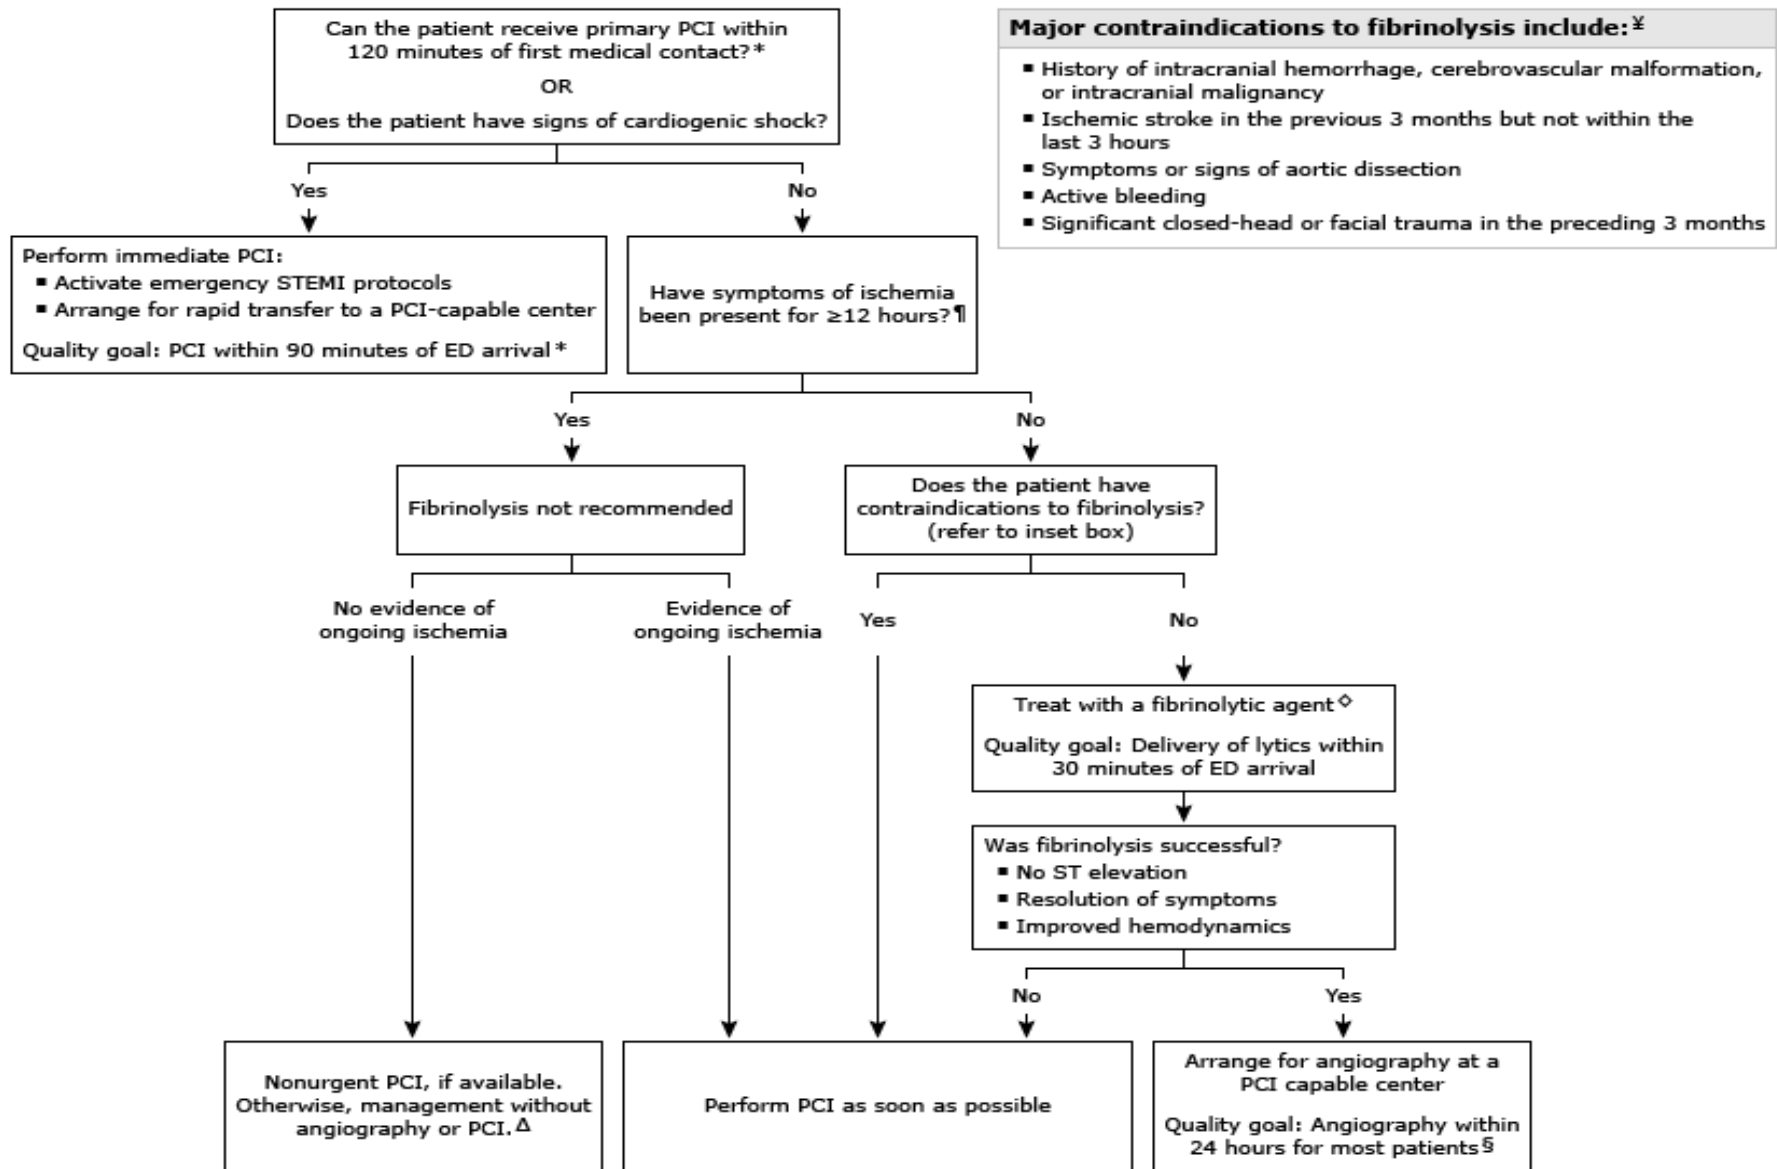 Can the patient receive primary PCI within
120 minutes of first medical contact?*
OR
Does the patient have signs of cardiogenic shock?
Major contraindications to fibrinolysis include:¥
▪ History of intracranial hemorrhage, cerebrovascular malformation,
or intracranial malignancy
▪ Ischemic stroke in the previous 3 months but not within the
last 3 hours
▪ Symptoms or signs of aortic dissection
▪ Active bleeding
▪ Significant closed-head or facial trauma in the preceding 3 months
Yes
No
Perform immediate PCI:
▪ Activate emergency STEMI protocols
▪ Arrange for rapid transfer to a PCI-capable center
Quality goal: PCI within 90 minutes of ED arrival*
Have symptoms of ischemia
been present for ≥12 hours?¶
Yes
No
Fibrinolysis not recommended
Does the patient have
contraindications to fibrinolysis?
(refer to inset box)
No evidence of
ongoing ischemia
Evidence of
ongoing ischemia
Yes
No
Treat with a fibrinolytic agent◇
Quality goal: Delivery of lytics within
30 minutes of ED arrival
Was fibrinolysis successful?
▪ No ST elevation
▪ Resolution of symptoms
▪ Improved hemodynamics
No
Yes
Nonurgent PCI, if available.
Otherwise, management without
angiography or PCI.Δ
Perform PCI as soon as possible
Arrange for angiography at a
PCI capable center
Quality goal: Angiography within
24 hours for most patients§